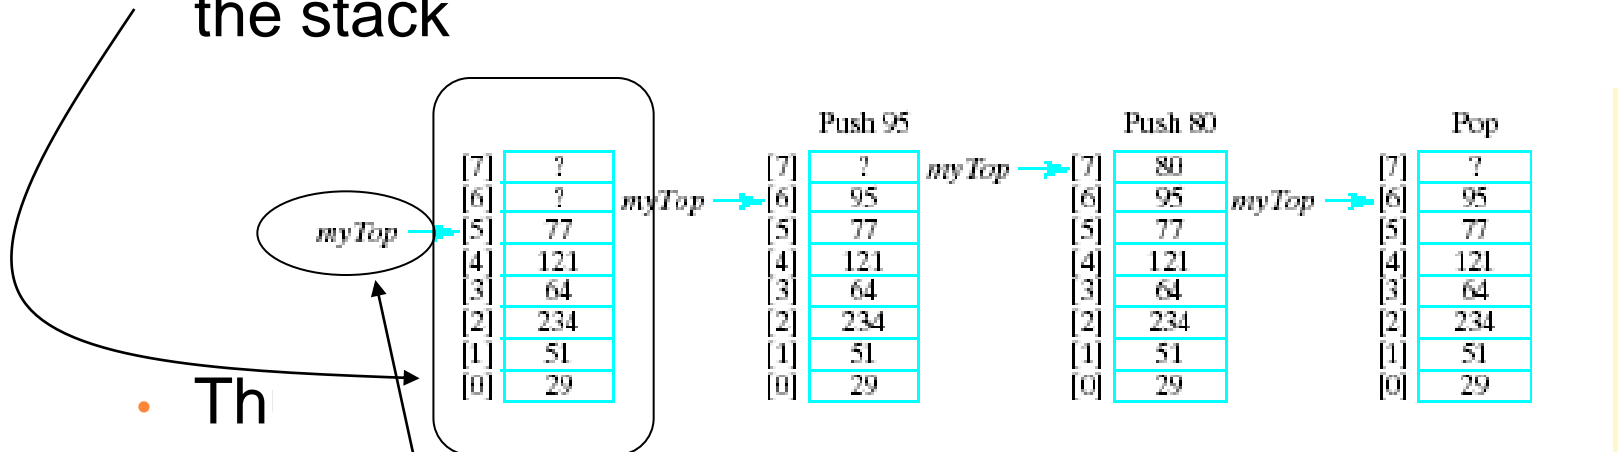 the stack
Push 95 Push 80 Pop
[7] ? [7] ? myTop [7] 80 [7] ?
[6] ? myTop [6] 95 [6] 95 myTop [6] 95
myTop [5] 77 [5] 77 [5] 77 [5] 77
[4] 121 [4] 121 [4] 121 [4] 121
[3] 64 [3] 64 [3] 64 [3] 64
[2] 234 [2] 234 [2] 234 [2] 234
[1] 51 [1] 51 [1] 51 [1] 51
[0] 29 [0] 29 [0] 29 [0] 29
• Th